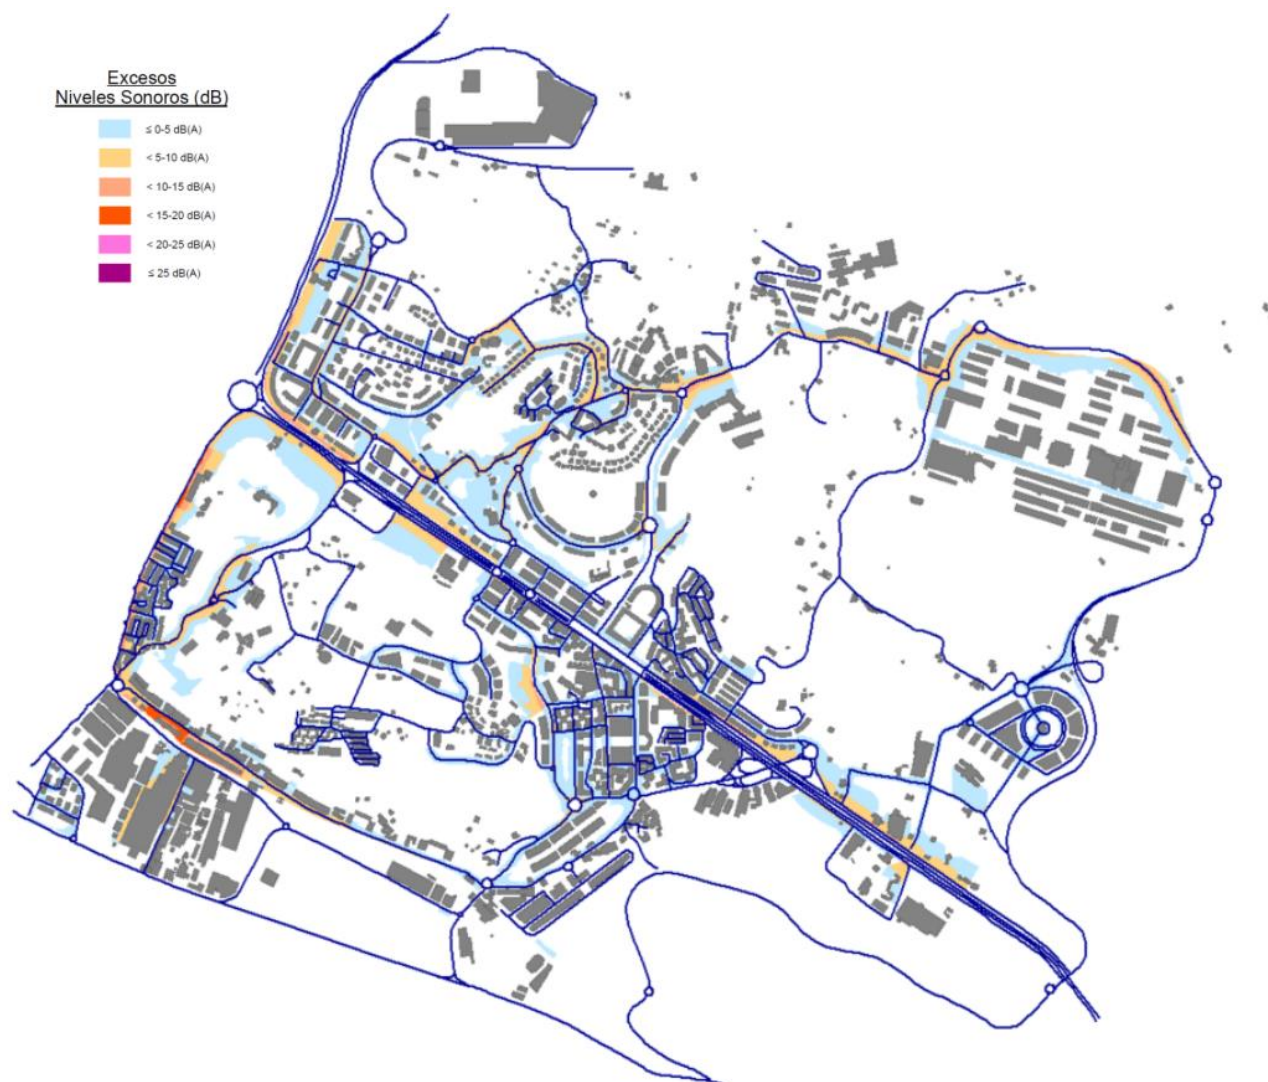 Excesos
Niveles Sonoros (dB)
≤ 0-5 dB(A)
< 5-10 dB(A)
< 10-15 dB(A)
< 15-20 dB(A)
< 20-25 dB(A)
≤ 25 dB(A)